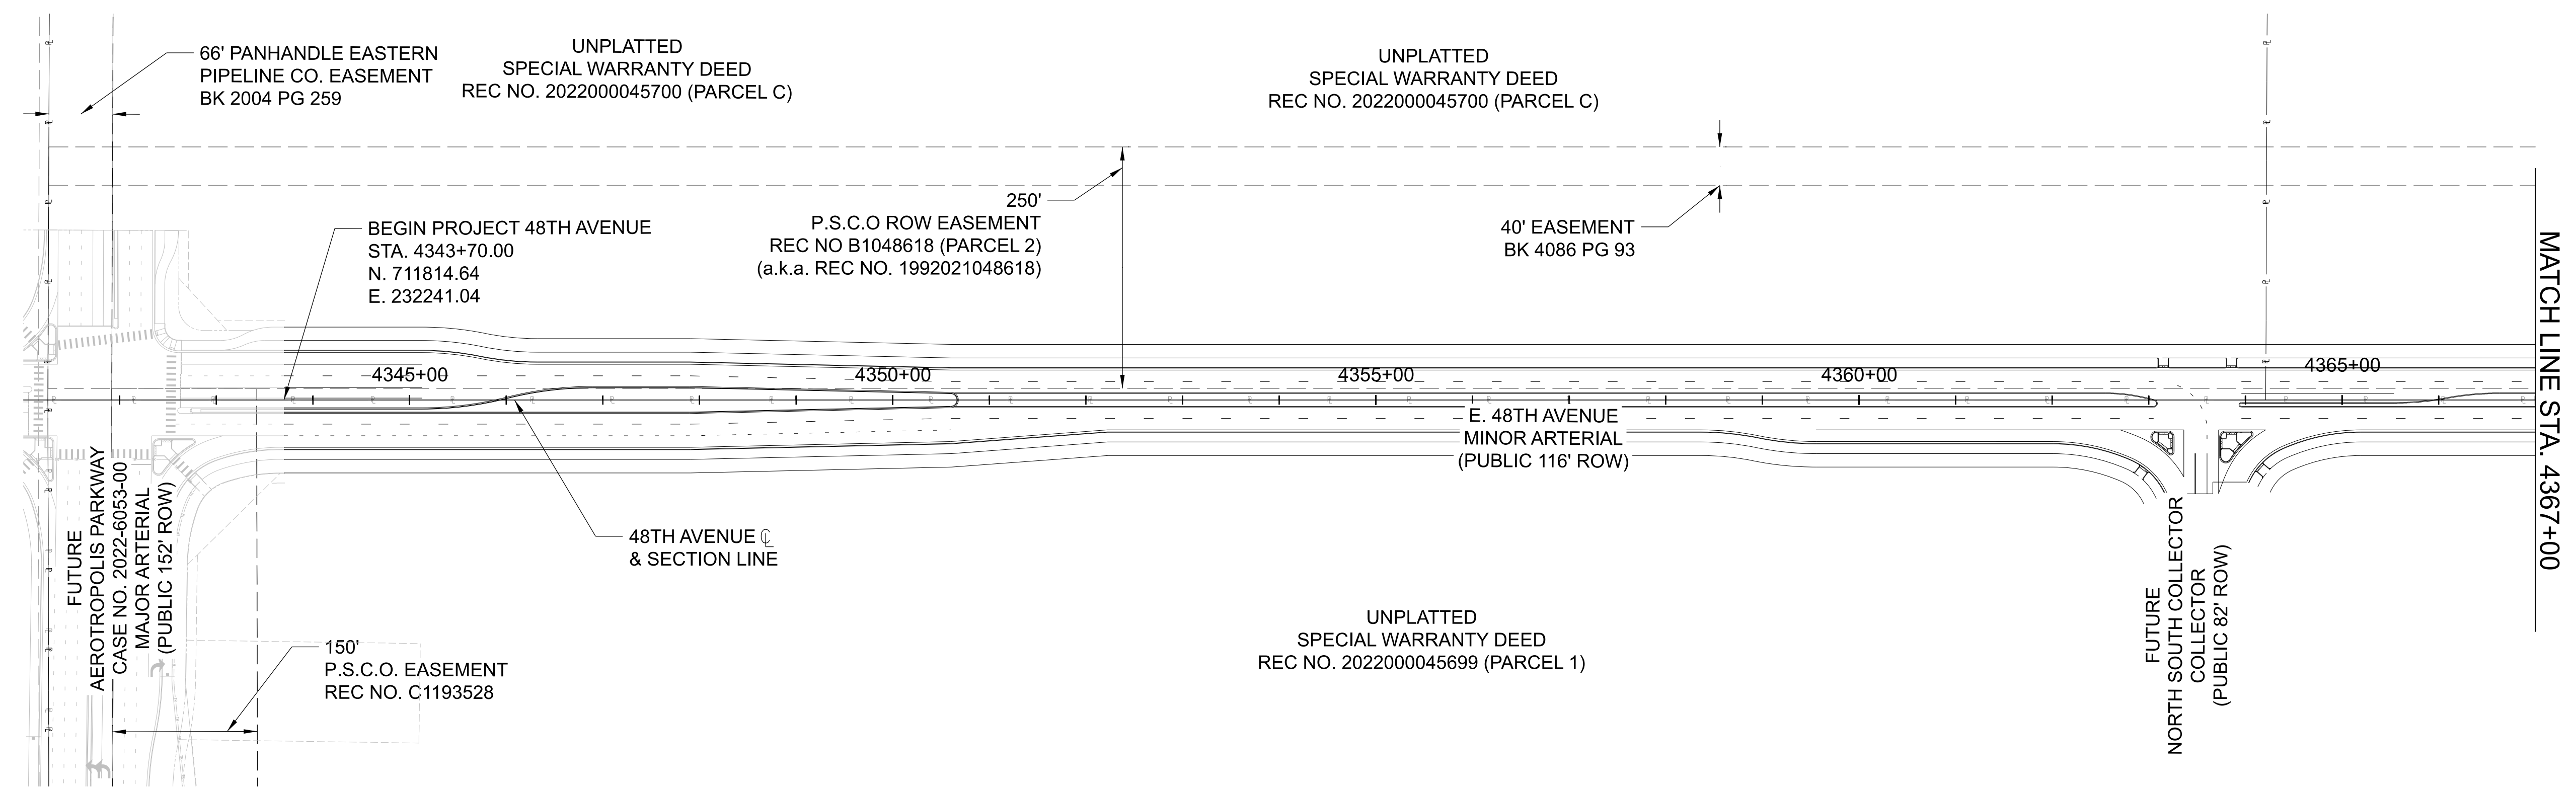 66' PANHANDLE EASTERN
PIPELINE CO. EASEMENT
BK 2004 PG 259
UNPLATTED
SPECIAL WARRANTY DEED
REC NO. 2022000045700 (PARCEL C)
UNPLATTED
SPECIAL WARRANTY DEED
REC NO. 2022000045700 (PARCEL C)
BEGIN PROJECT 48TH AVENUE
STA. 4343+70.00
N. 711814.64
E. 232241.04
250'
P.S.C.O ROW EASEMENT
REC NO B1048618 (PARCEL 2)
(a.k.a. REC NO. 1992021048618)
40' EASEMENT
BK 4086 PG 93
MATCH LINE STA. 4367+00
4345+00
4350+00
4355+00
4360+00
4365+00
E. 48TH AVENUE
MINOR ARTERIAL
(PUBLIC 116' ROW)
48TH AVENUE ℄
& SECTION LINE
FUTURE
AEROTROPOLIS PARKWAY
CASE NO. 2022-6053-00
MAJOR ARTERIAL
(PUBLIC 152' ROW)
150'
P.S.C.O. EASEMENT
REC NO. C1193528
UNPLATTED
SPECIAL WARRANTY DEED
REC NO. 2022000045699 (PARCEL 1)
FUTURE
NORTH SOUTH COLLECTOR
COLLECTOR
(PUBLIC 82' ROW)